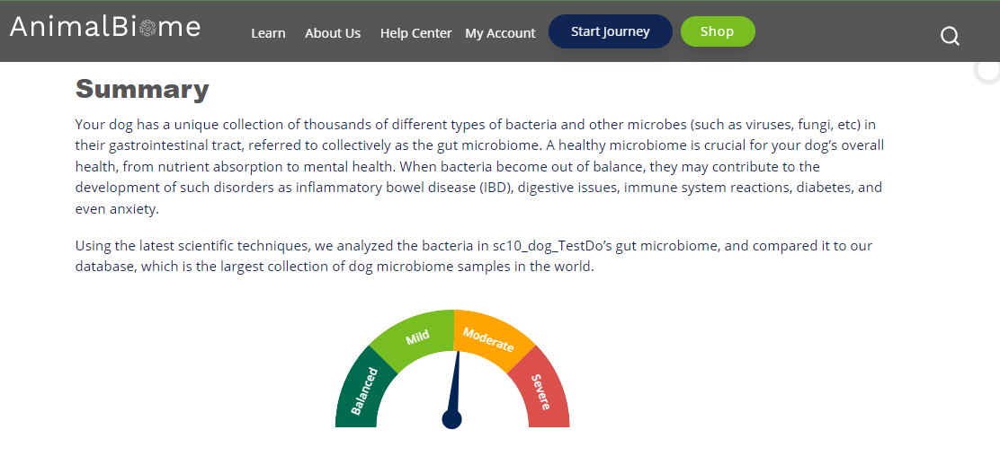 AnimalBiome
Learn About Us Help Center My Account Start Journey Shop
Summary
Your dog has a unique collection of thousands of different types of bacteria and other microbes (such as viruses, fungi, etc) in
their gastrointestinal tract, referred to collectively as the gut microbiome. A healthy microbiome is crucial for your dog’s overall
health, from nutrient absorption to mental health. When bacteria become out of balance, they may contribute to the
development of such disorders as inflammatory bowel disease (IBD), digestive issues, immune system reactions, diabetes, and
even anxiety.
Using the latest scientific techniques, we analyzed the bacteria in sc10_dog_TestDo’s gut microbiome, and compared it to our
database, which is the largest collection of dog microbiome samples in the world.
Balanced
Mild
Moderate
Severe